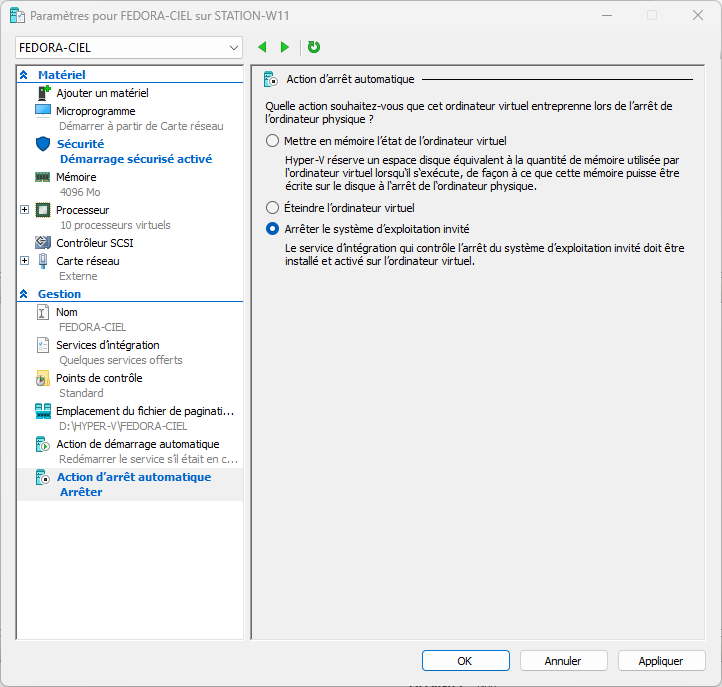 Paramètres pour FEDORA-CIEL sur STATION-W11
FEDORA-CIEL
Matériel
Ajouter un matériel
Microprogramme
Démarrer à partir de Carte réseau
Sécurité
Démarrage sécurisé activé
Mémoire
4096 Mo
Processeur
10 processeurs virtuels
Contrôleur SCSI
Carte réseau
Externe
Gestion
Nom
FEDORA-CIEL
Services d'intégration
Quelques services offerts
Points de contrôle
Standard
Emplacement du fichier de paginati...
D:\HYPER-V\FEDORA-CIEL
Action de démarrage automatique
Redémarrer le service s'il était en c...
Action d'arrêt automatique
Arrêter
Action d'arrêt automatique
Quelle action souhaitez-vous que cet ordinateur virtuel entreprenne lors de l'arrêt de
l'ordinateur physique ?
Mettre en mémoire l'état de l'ordinateur virtuel
Hyper-V réserve un espace disque équivalent à la quantité de mémoire utilisée par
l'ordinateur virtuel lorsqu'il s'exécute, de façon à ce que cette mémoire puisse être
écrite sur le disque à l'arrêt de l'ordinateur physique.
Éteindre l'ordinateur virtuel
Arrêter le système d'exploitation invité
Le service d'intégration qui contrôle l'arrêt du système d'exploitation invité doit être
installé et activé sur l'ordinateur virtuel.
OK
Annuler
Appliquer